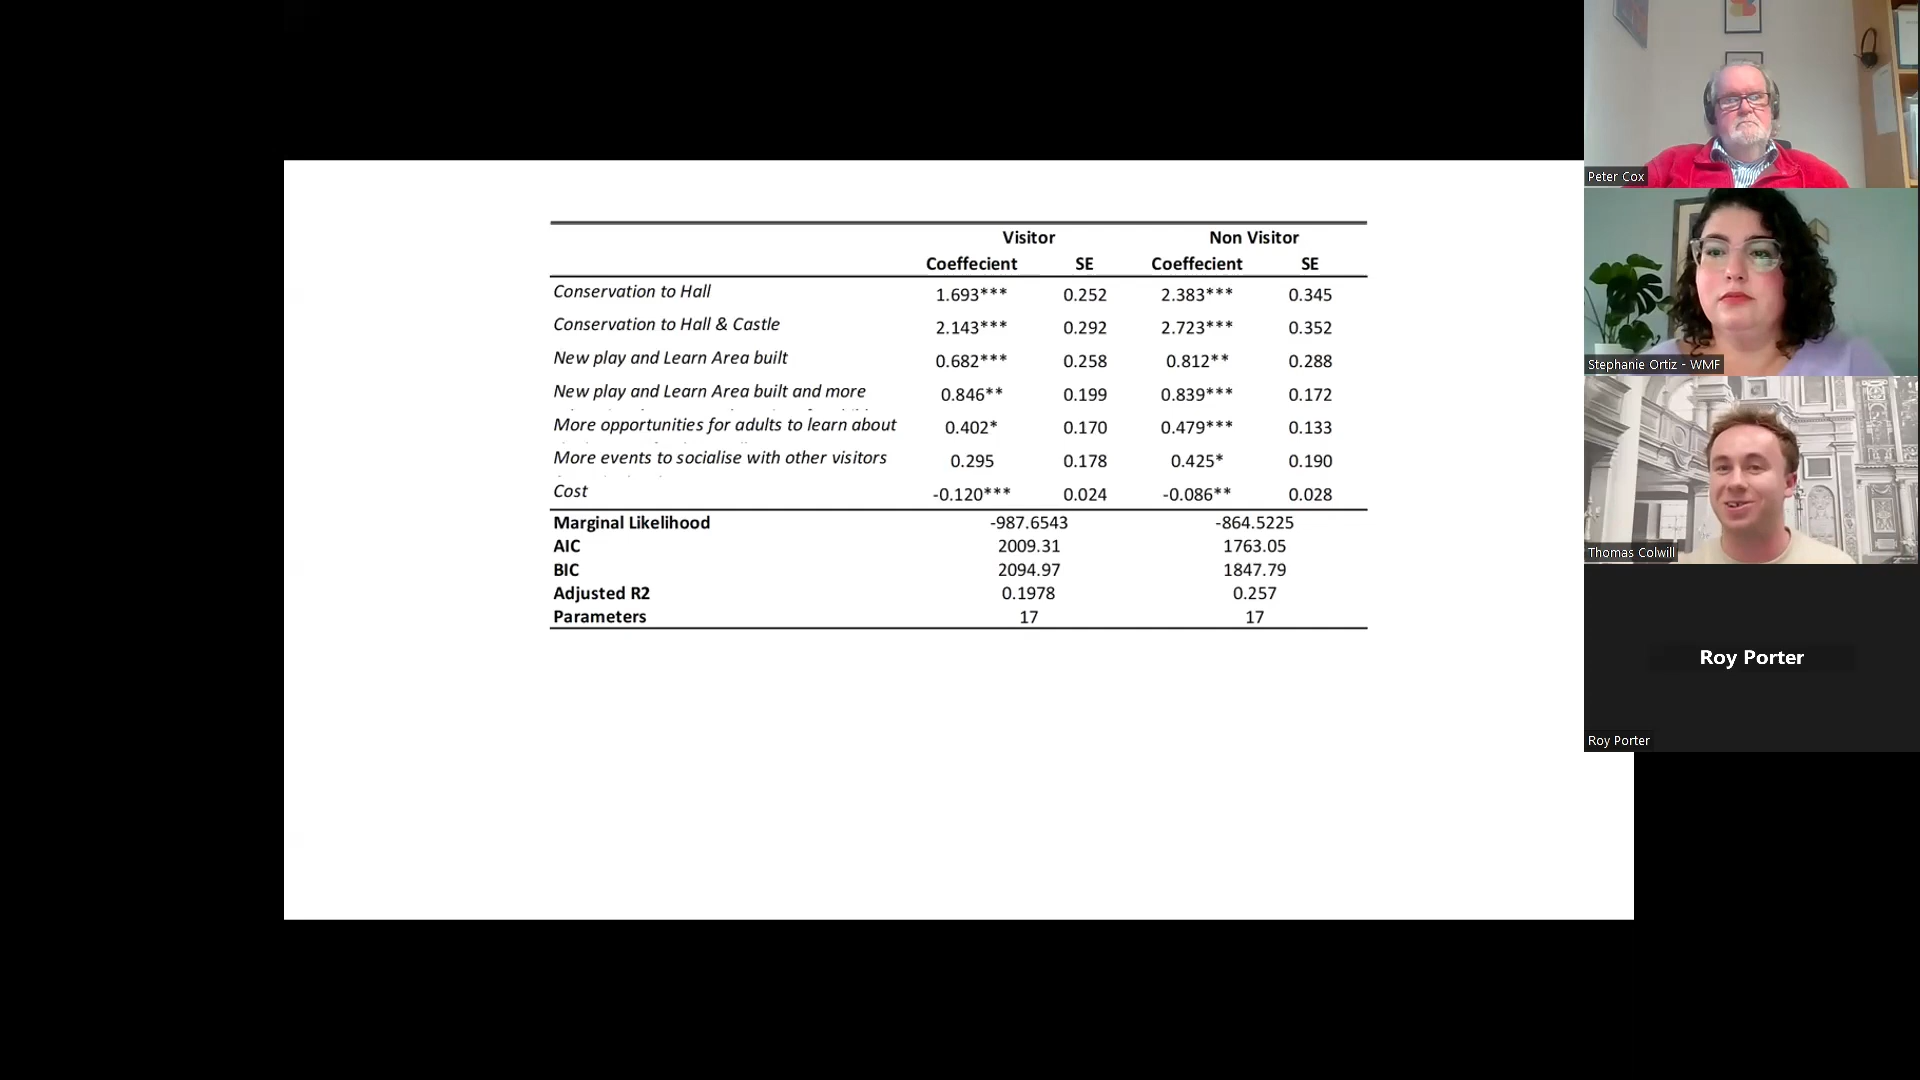 Visitor Non Visitor
Coeffecient SE Coeffecient SE
Conservation to Hall 1.693*** 0.252 2.383*** 0.345
Conservation to Hall & Castle 2.143*** 0.292 2.723*** 0.352
New play and Learn Area built 0.682*** 0.258 0.812** 0.288
New play and Learn Area built and more 0.846** 0.199 0.839*** 0.172
More opportunities for adults to learn about 0.402* 0.170 0.479*** 0.133
More events to socialise with other visitors 0.295 0.178 0.425* 0.190
Cost -0.120*** 0.024 -0.086** 0.028
Marginal Likelihood -987.6543 -864.5225
AIC 2009.31 1763.05
BIC 2094.97 1847.79
Adjusted R2 0.1978 0.257
Parameters 17 17
Peter Cox
Stephanie Ortiz - WMF
Thomas Colwill
Roy Porter
Roy Porter